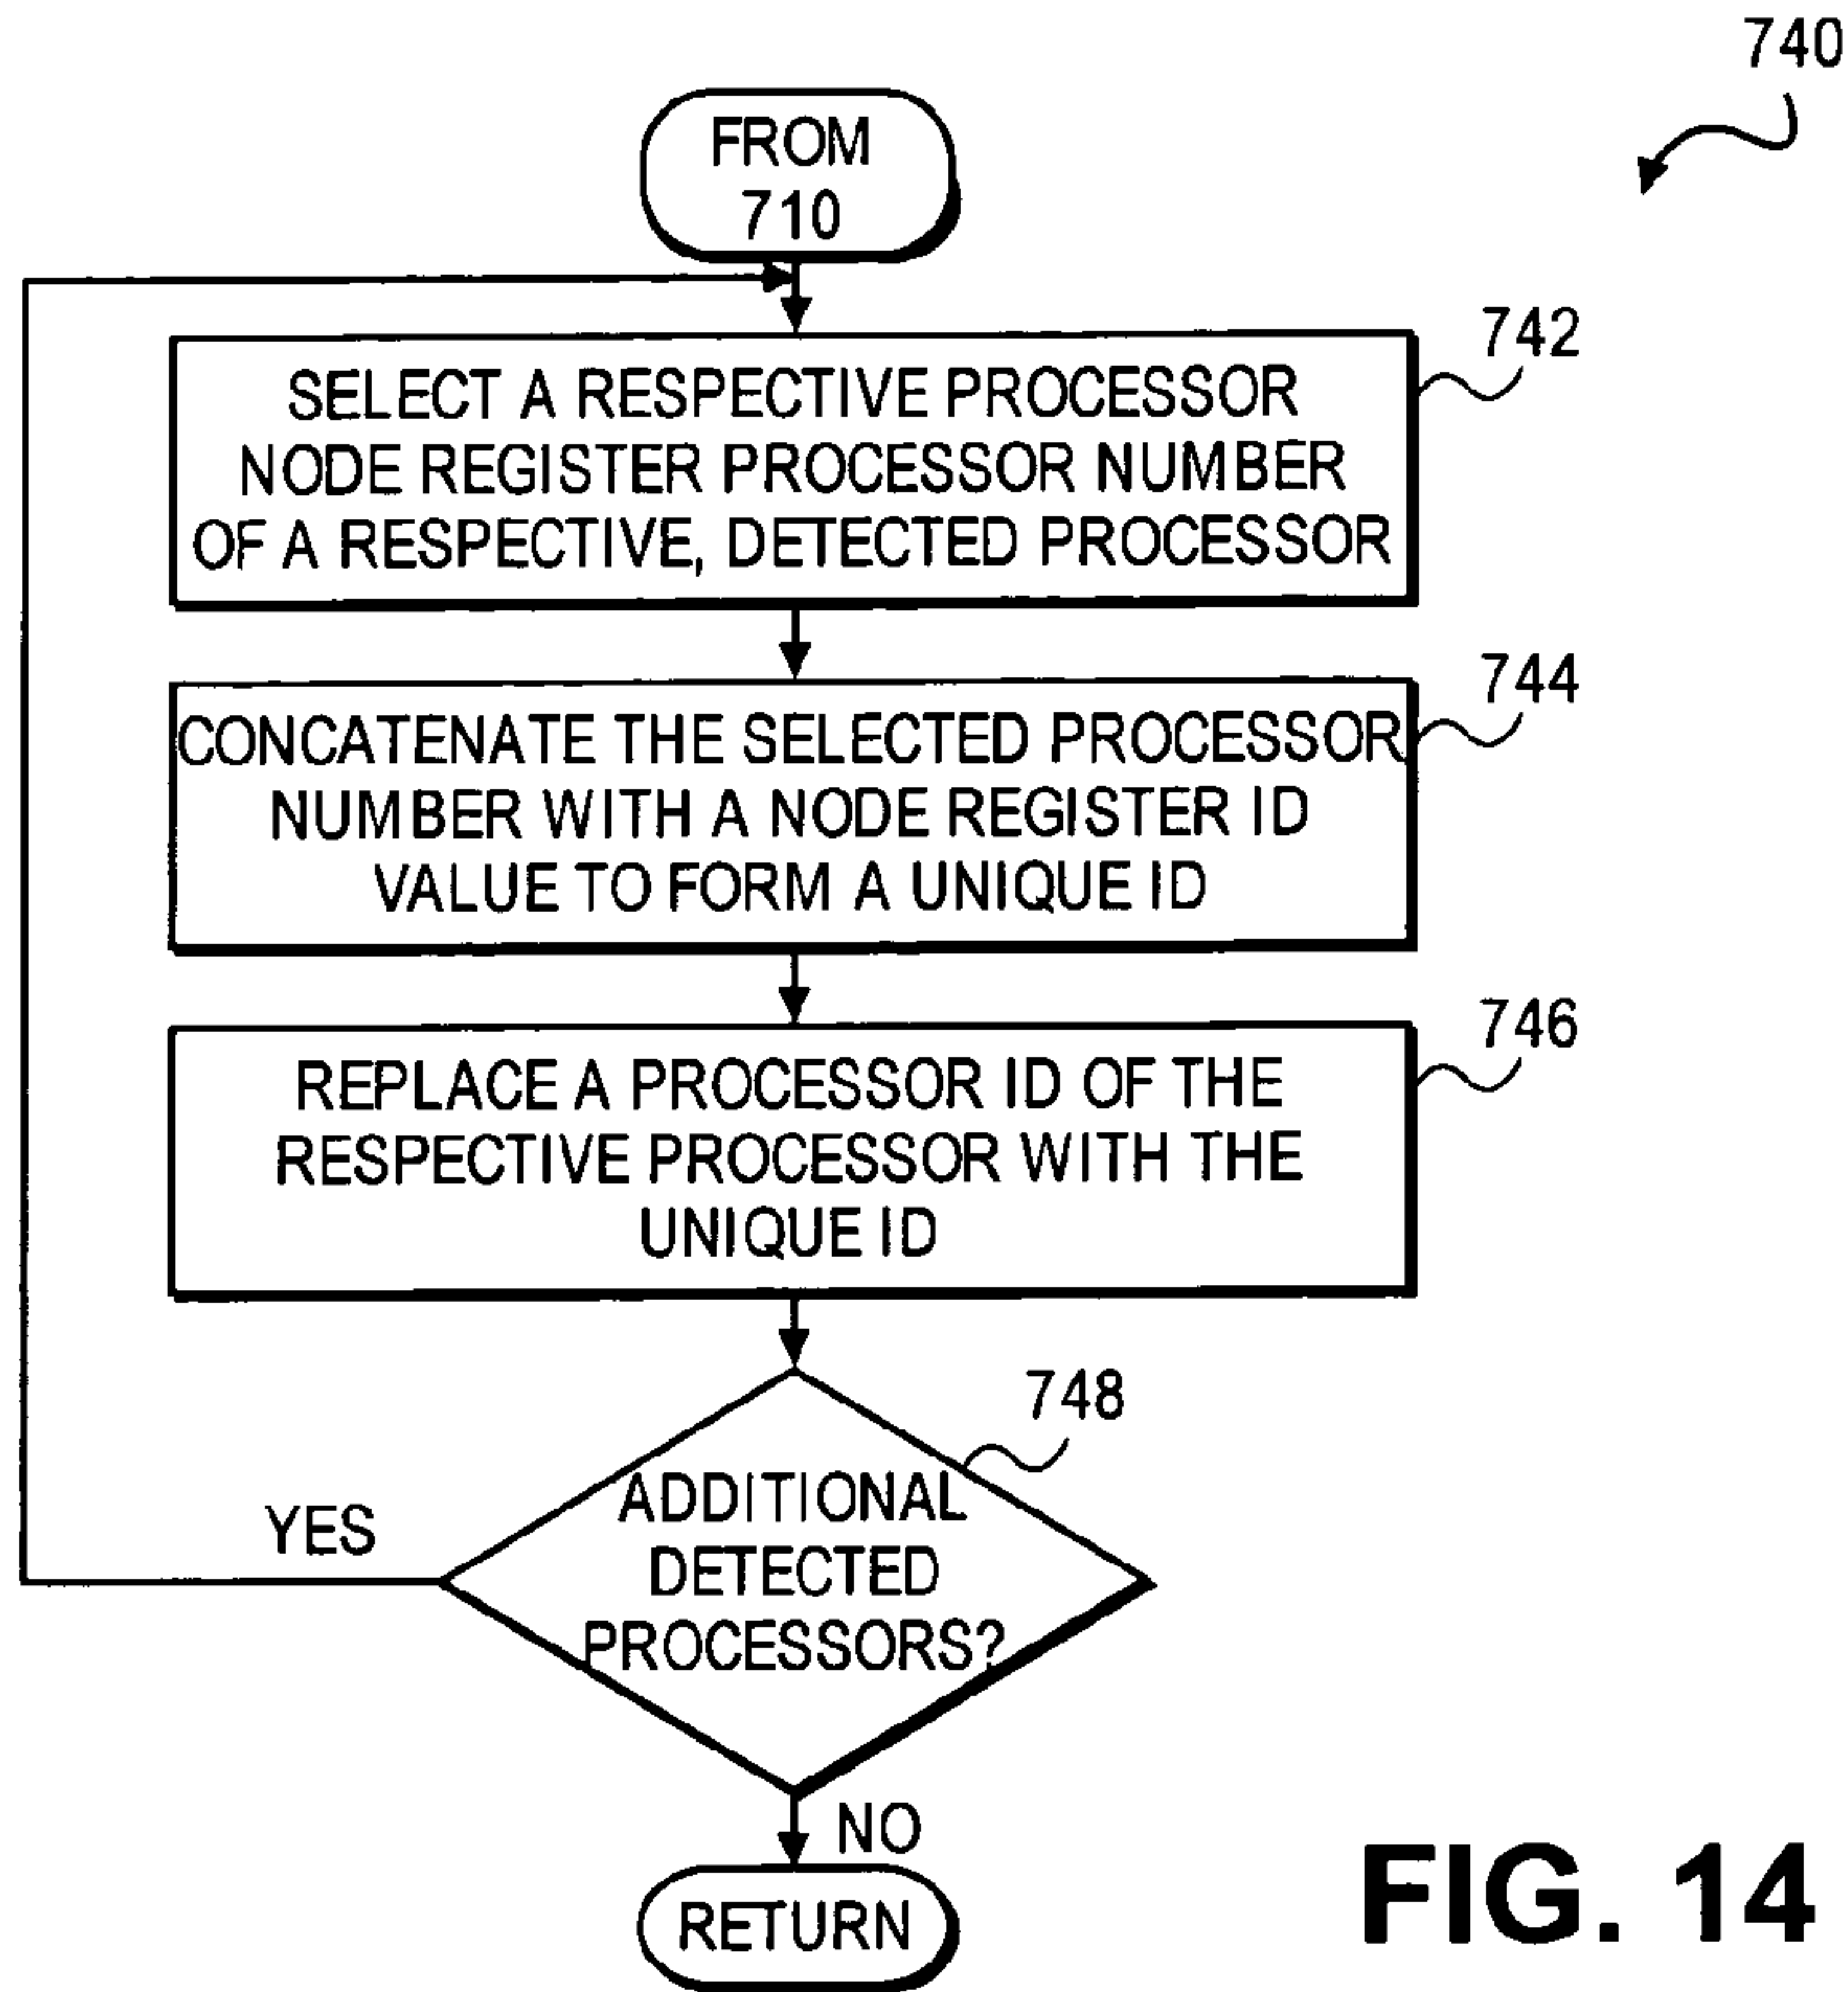 740
FROM
710
742
SELECT A RESPECTIVE PROCESSOR
NODE REGISTER PROCESSOR NUMBER
OF A RESPECTIVE, DETECTED PROCESSOR
744
CONCATENATE THE SELECTED PROCESSOR
NUMBER WITH A NODE REGISTER ID
VALUE TO FORM A UNIQUE ID
746
REPLACE A PROCESSOR ID OF THE
RESPECTIVE PROCESSOR WITH THE
UNIQUE ID
748
ADDITIONAL
DETECTED
PROCESSORS?
YES
NO
RETURN
FIG. 14